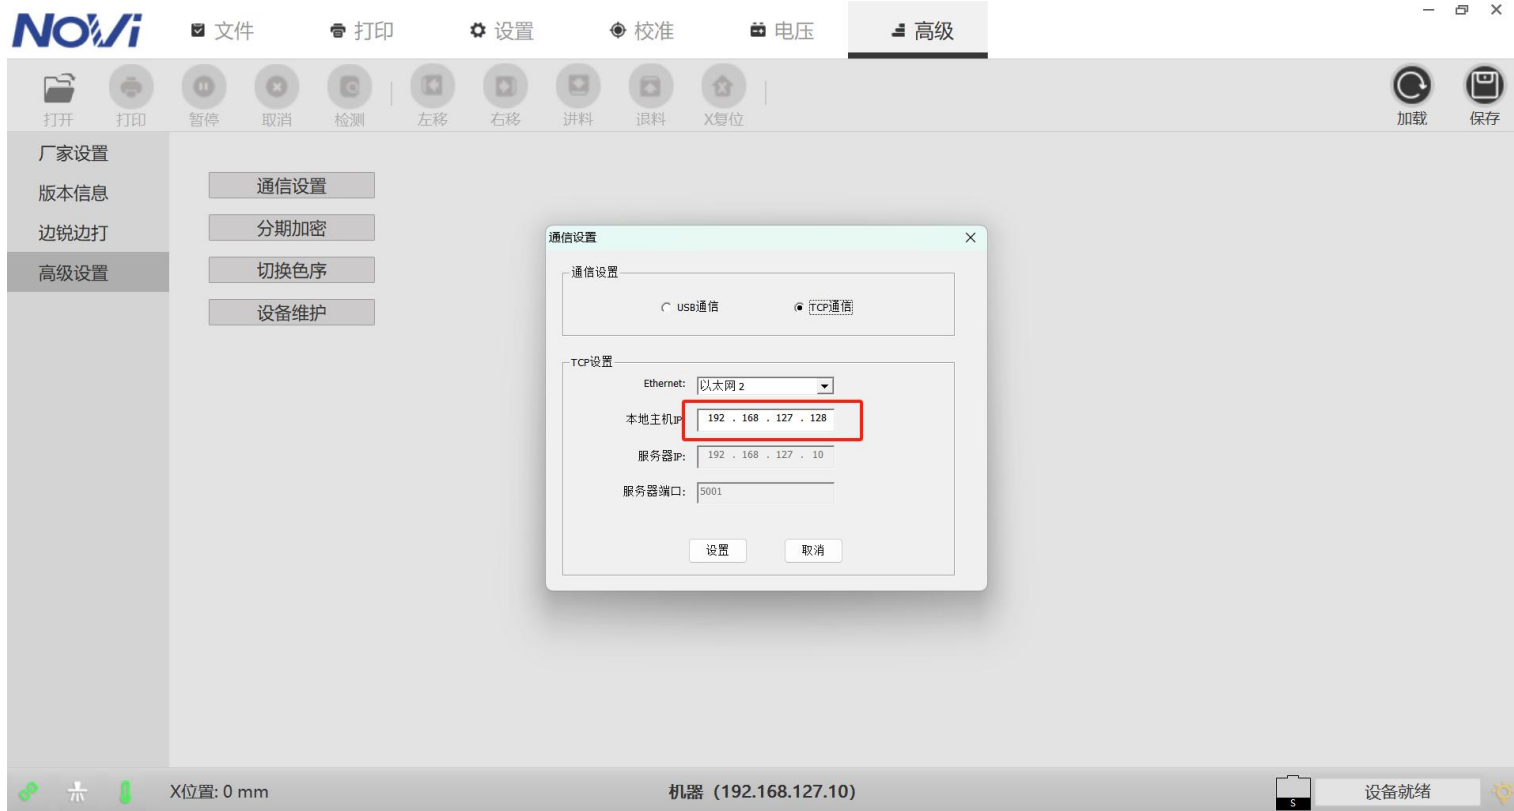 NOVi
文件
打印
设置
校准
电压
高级
打开
打印
暂停
取消
检测
左移
右移
进料
退料
X复位
加载
保存
厂家设置
版本信息
边锐边打
高级设置
通信设置
分期加密
切换色序
设备维护
通信设置
通信设置
USB通信
TCP通信
TCP设置
Ethernet: 以太网 2
本地主机IP 192 . 168 . 127 . 128
服务器IP: 192 . 168 . 127 . 10
服务器端口: 5001
设置
取消
X位置: 0 mm
机器（192.168.127.10）
S
设备就绪